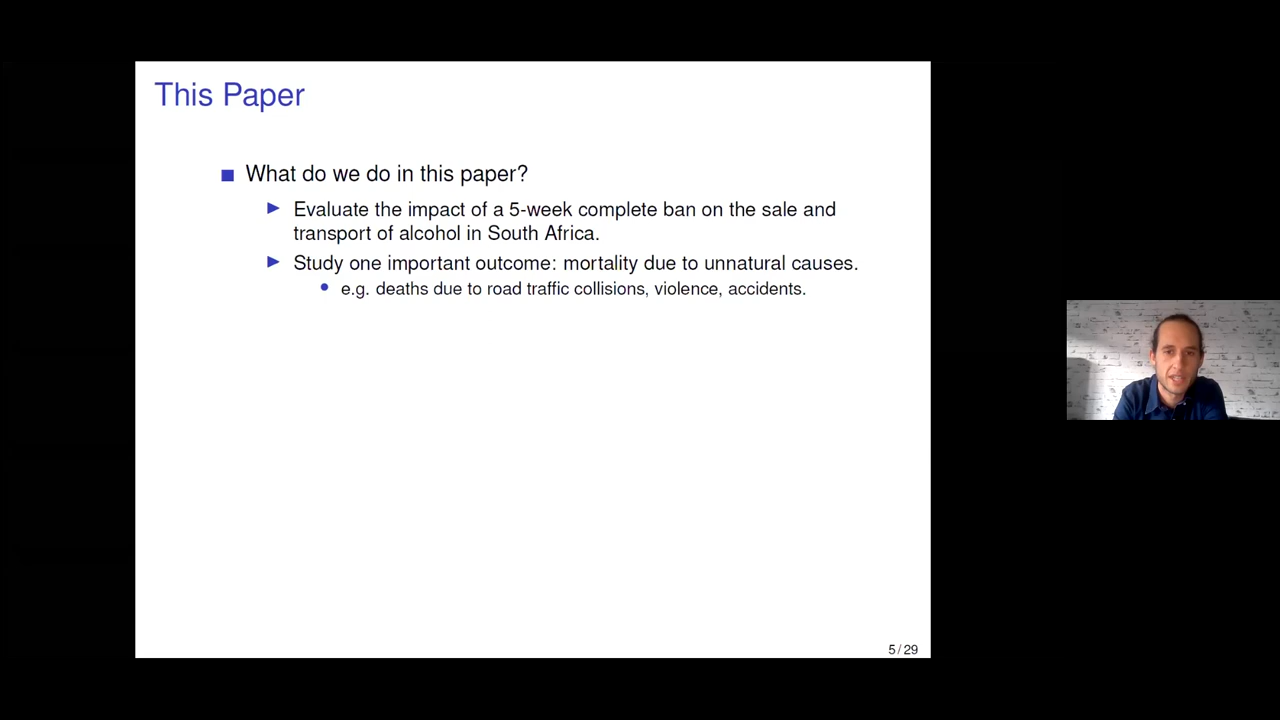 This Paper
What do we do in this paper?
Evaluate the impact of a 5-week complete ban on the sale and
transport of alcohol in South Africa.
Study one important outcome: mortality due to unnatural causes.
e.g. deaths due to road traffic collisions, violence, accidents.
5 / 29